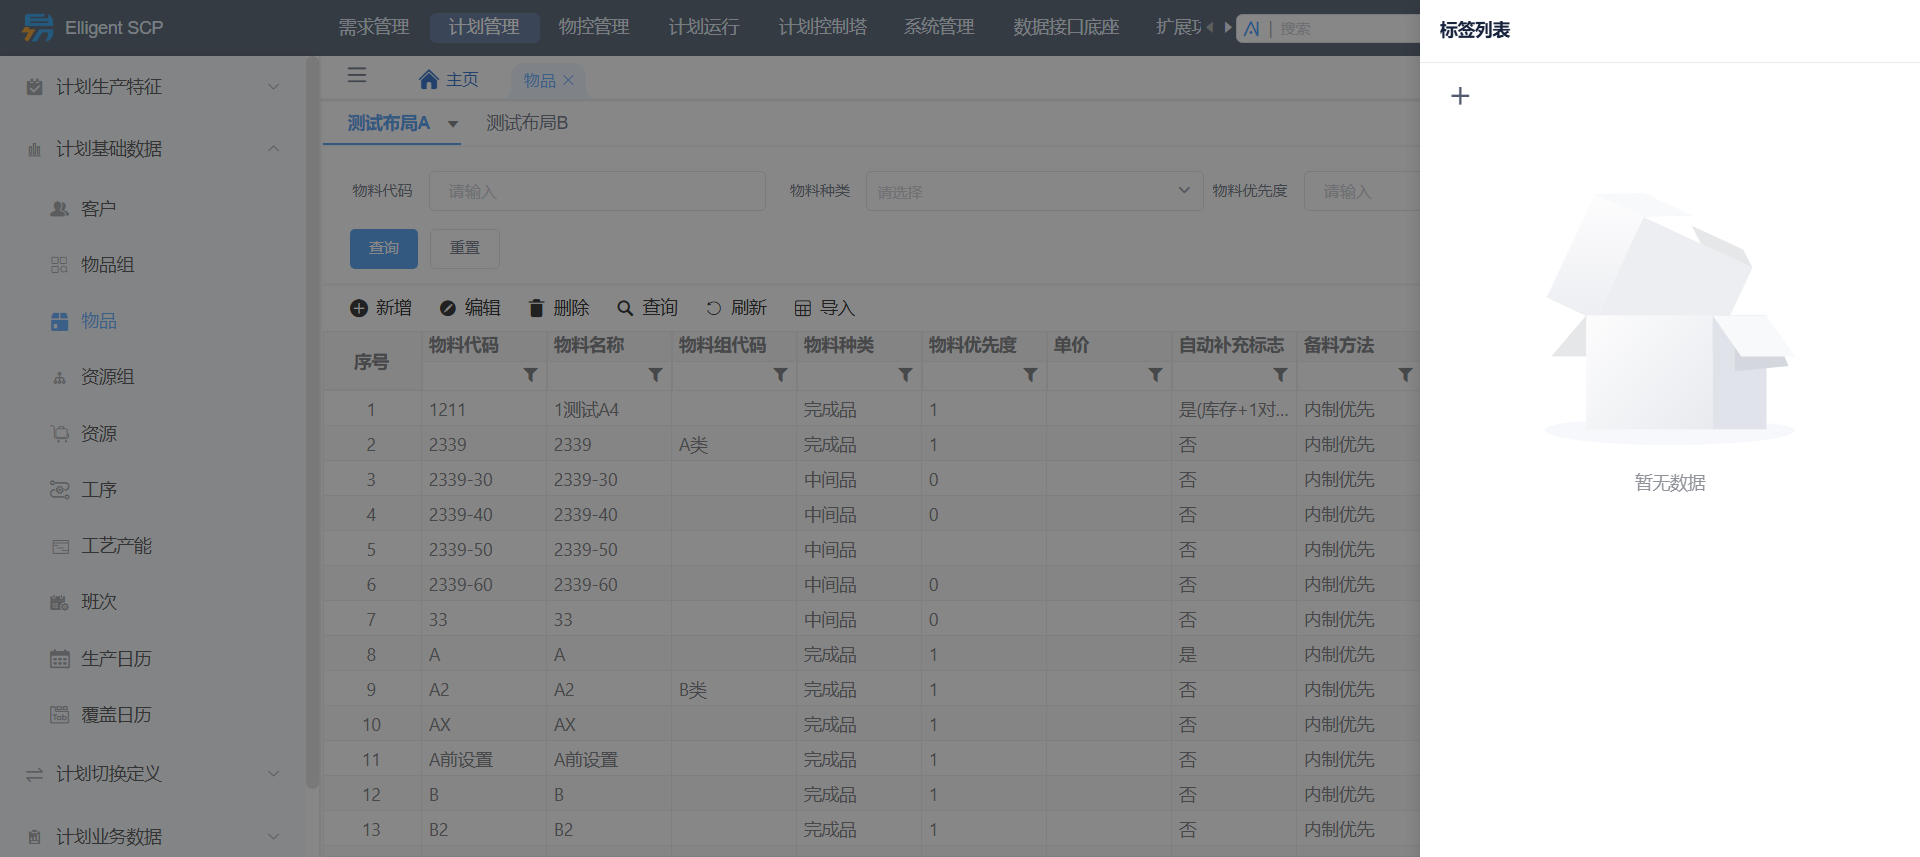 Elligent SCP
需求管理
计划管理
物控管理
计划运行
计划控制塔
系统管理
数据接口底座
扩展
AI
搜索
标签列表
计划生产特征
计划基础数据
客户
物品组
物品
资源组
资源
工序
工艺产能
班次
生产日历
覆盖日历
计划切换定义
计划业务数据
主页
物品
测试布局A
测试布局B
物料代码 请输入 物料种类 请选择 物料优先度 请输入
查询 重置
新增 编辑 删除 查询 刷新 导入
序号 物料代码 物料名称 物料组代码 物料种类 物料优先度 单价 自动补充标志 备料方法
1 1211 1测试A4 完成品 1 是(库存+1对... 内制优先
2 2339 2339 A类 完成品 1 否 内制优先
3 2339-30 2339-30 中间品 0 否 内制优先
4 2339-40 2339-40 中间品 0 否 内制优先
5 2339-50 2339-50 中间品 否 内制优先
6 2339-60 2339-60 中间品 0 否 内制优先
7 33 33 中间品 0 否 内制优先
8 A A 完成品 1 是 内制优先
9 A2 A2 B类 完成品 1 否 内制优先
10 AX AX 完成品 1 否 内制优先
11 A前设置 A前设置 完成品 1 否 内制优先
12 B B 完成品 1 否 内制优先
13 B2 B2 完成品 1 否 内制优先
暂无数据